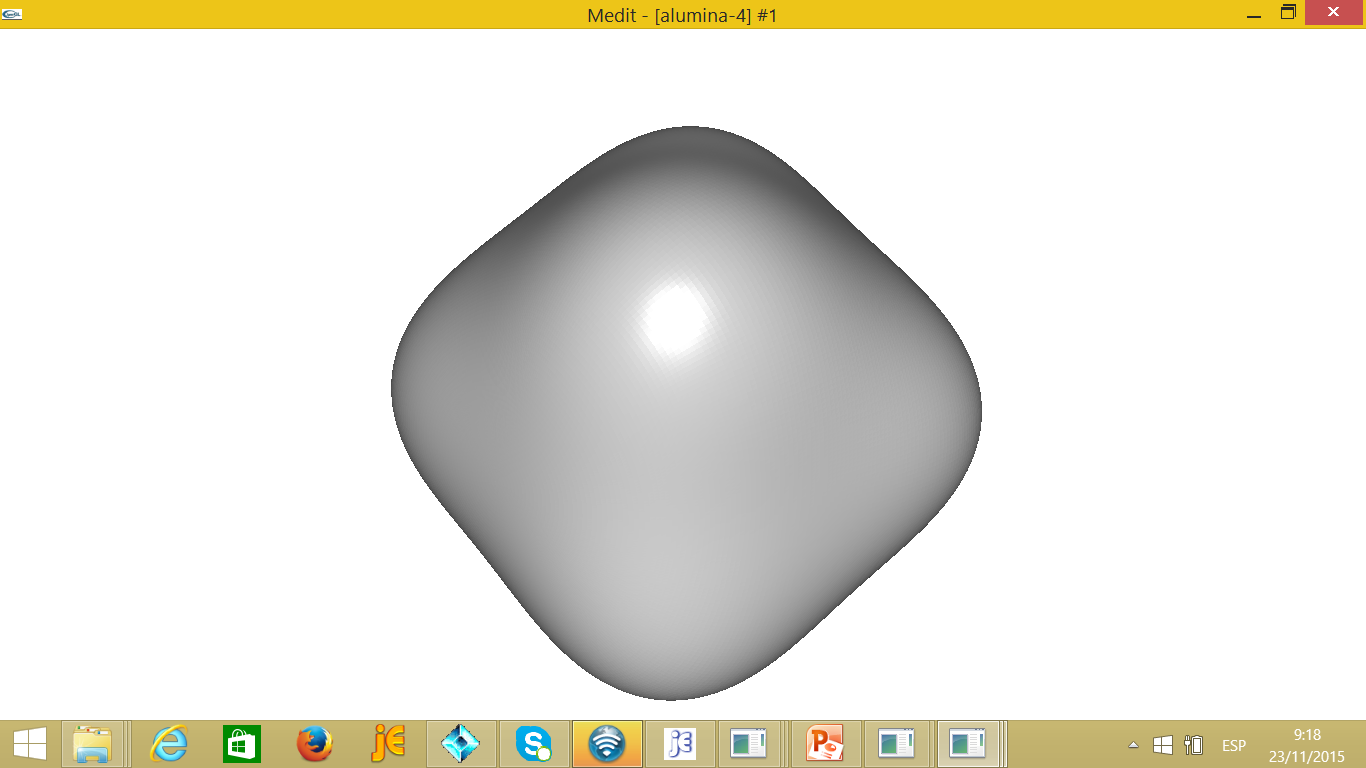 Medit - [alumina-4] #1
ESP
9:18
23/11/2015